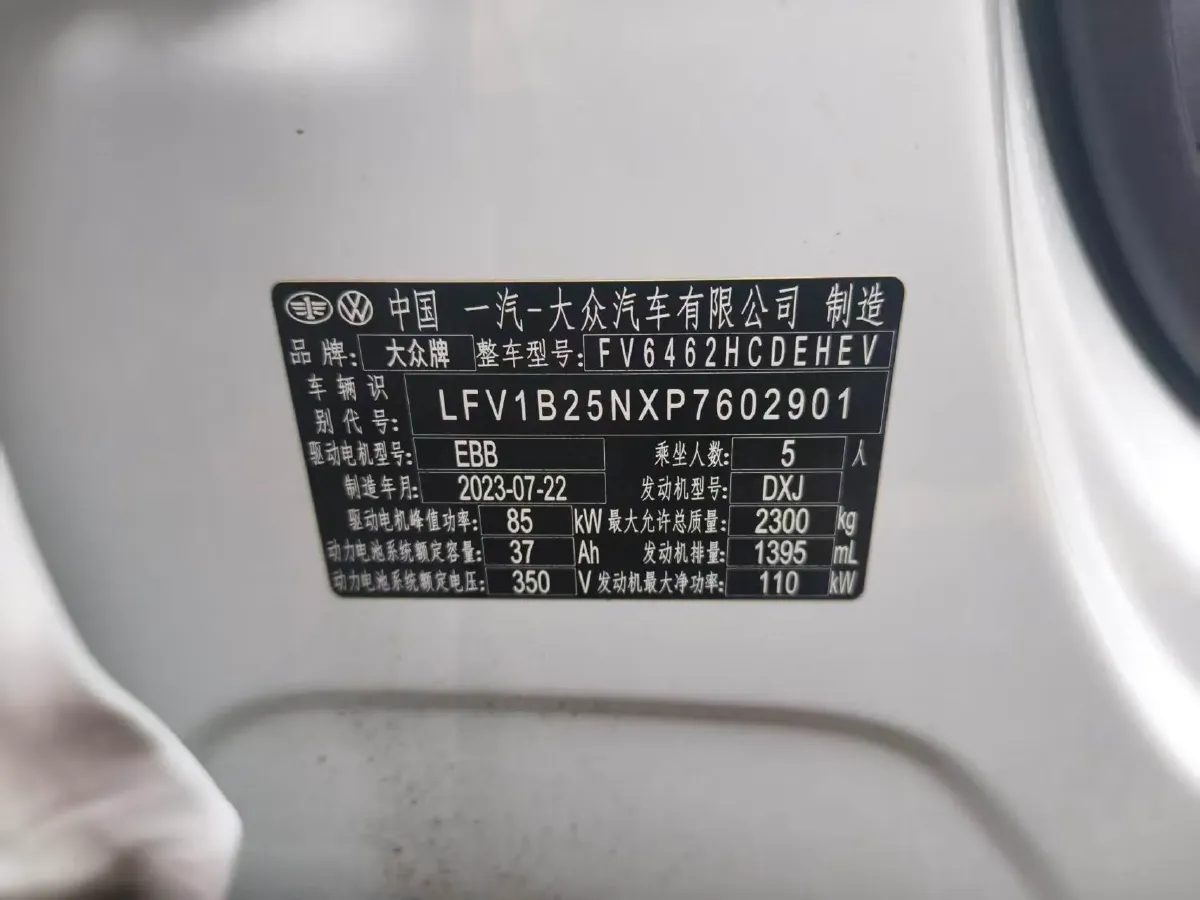 中国 一汽-大众汽车有限公司 制造
品牌: 大众牌 整车型号: FV6462HCDEHEV
车辆识别代号: LFV1B25NXP7602901
驱动电机型号: EBB 乘坐人数: 5 人
制造年月: 2023-07-22 发动机型号: DXJ
驱动电机峰值功率: 85 kW 最大允许总质量: 2300 kg
动力电池系统额定容量: 37 Ah 发动机排量: 1395 mL
动力电池系统额定电压: 350 V 发动机最大净功率: 110 kW